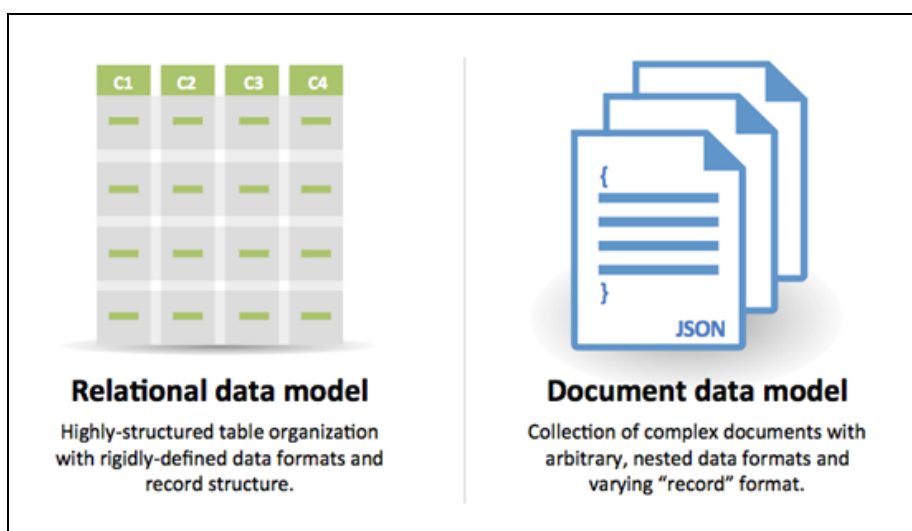 C1 C2 C3 C4
Relational data model
Highly-structured table organization
with rigidly-defined data formats and
record structure.
{
}
JSON
Document data model
Collection of complex documents with
arbitrary, nested data formats and
varying “record” format.